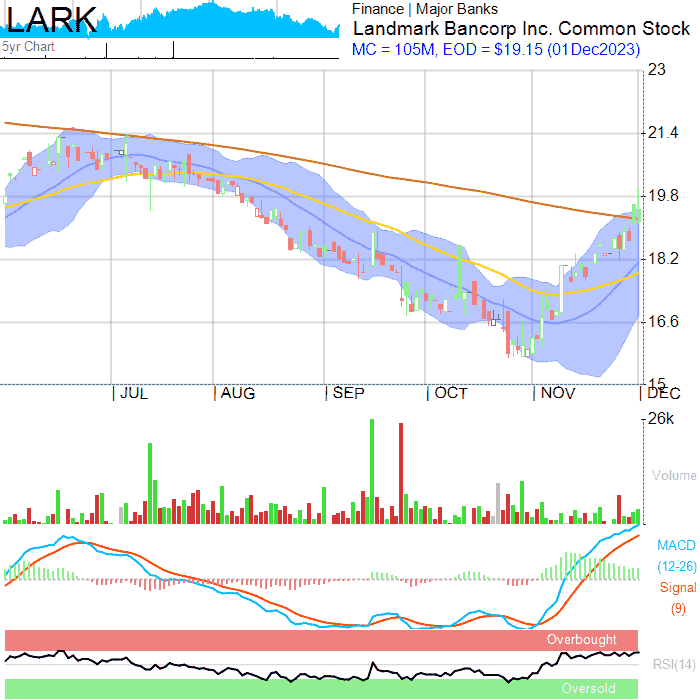 LARK
Finance | Major Banks
Landmark Bancorp Inc. Common Stock
5yr Chart
MC = 105M, EOD = $19.15 (01Dec2023)
23
21.4
19.8
18.2
16.6
15
JUL AUG SEP OCT NOV DEC
26k
Volume
MACD
(12-26)
Signal
(9)
Overbought
RSI(14)
Oversold